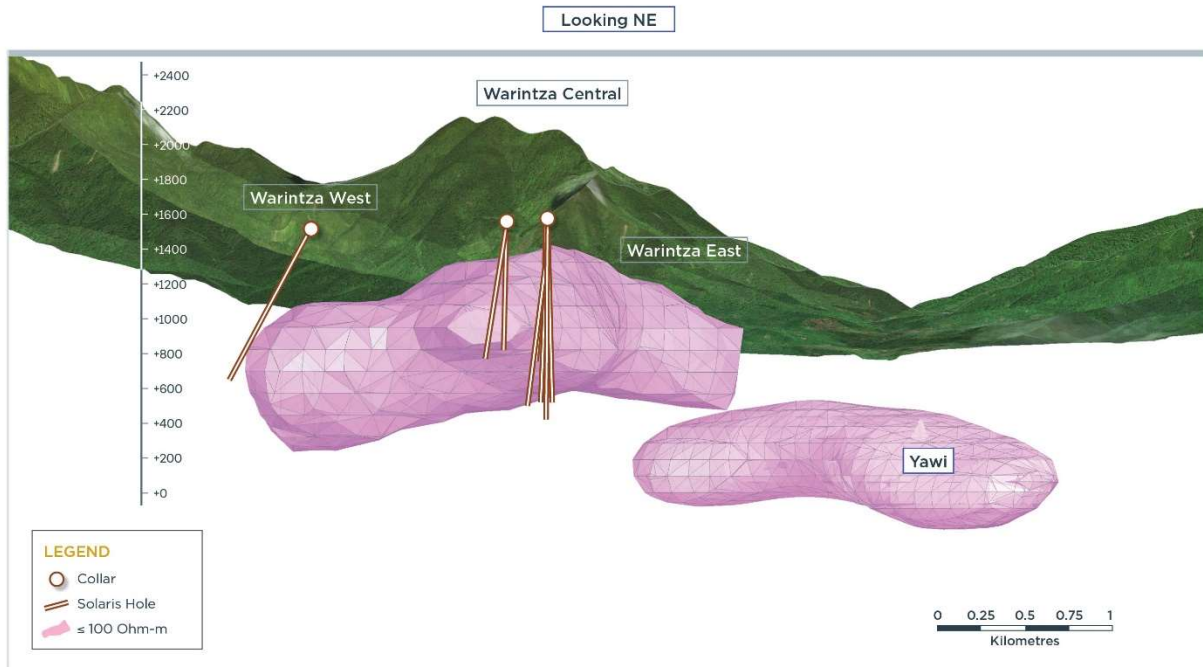 Looking NE
Warintza Central
Warintza West
Warintza East
Yawi
+2400
+2200
+2000
+1800
+1600
+1400
+1200
+1000
+800
+600
+400
+200
+0
LEGEND
Collar
Solaris Hole
≤ 100 Ohm-m
0 0.25 0.5 0.75 1
Kilometres